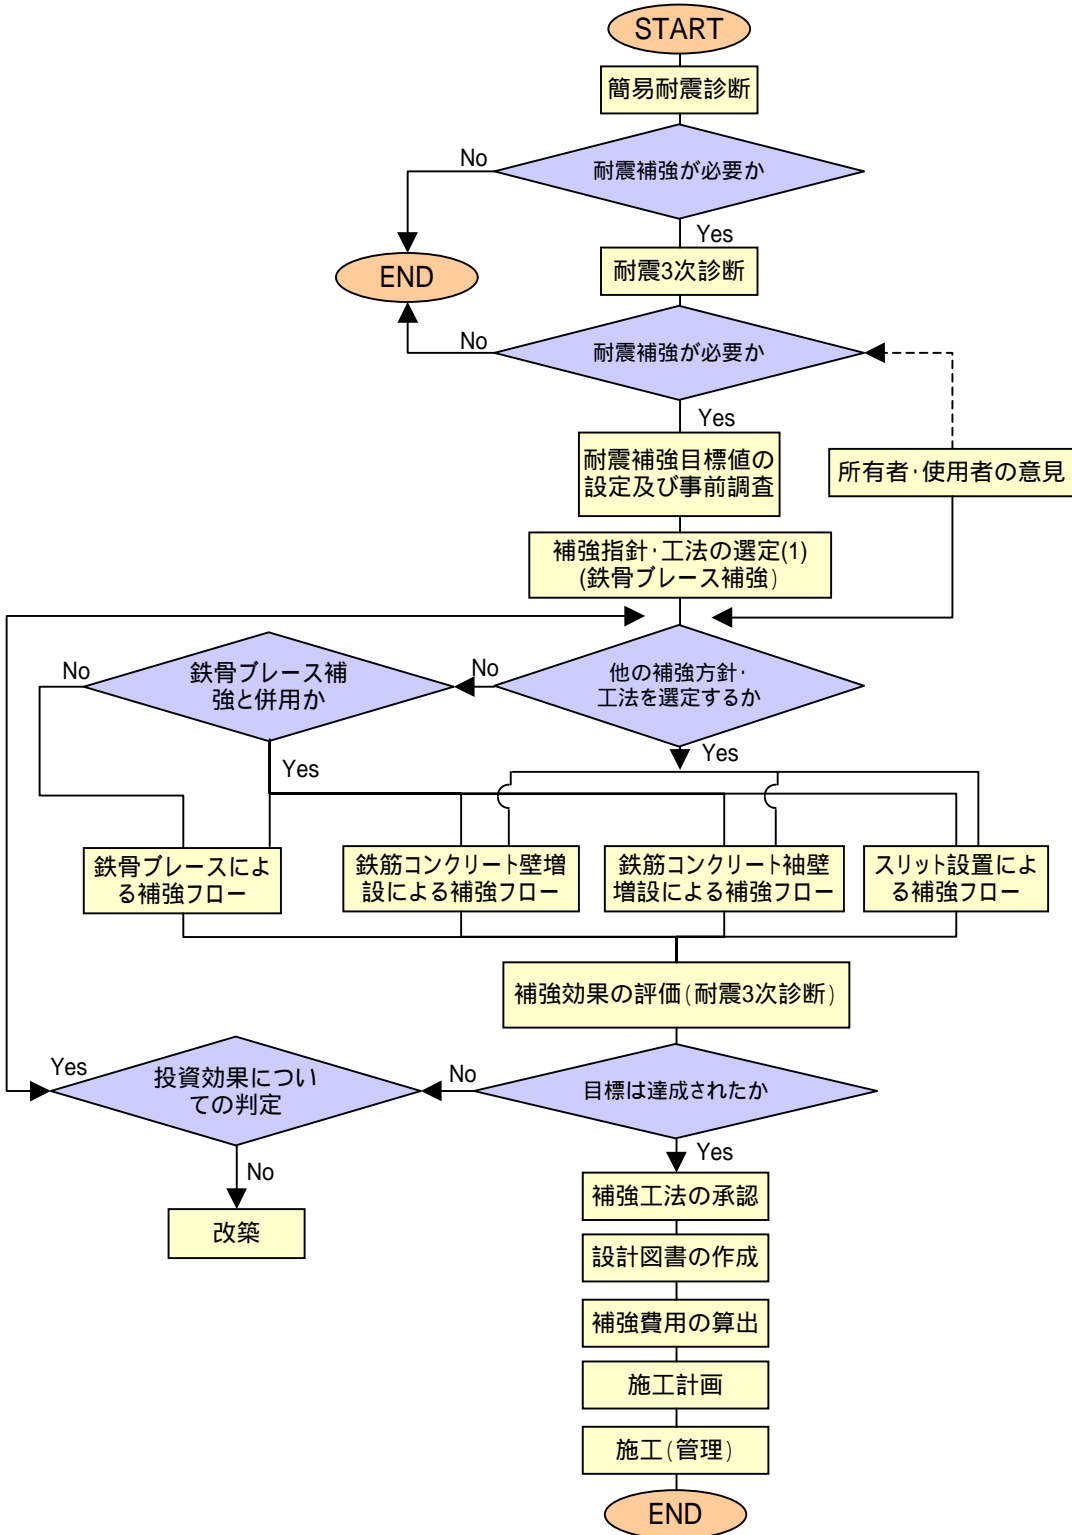 START
簡易耐震診断
No
耐震補強が必要か
Yes
END
耐震3次診断
No
耐震補強が必要か
Yes
耐震補強目標値の
設定及び事前調査
所有者・使用者の意見
補強指針・工法の選定(1)
(鉄骨ブレース補強)
No
鉄骨ブレース補
強と併用か
No
他の補強方針・
工法を選定するか
Yes
Yes
鉄骨ブレースによ
る補強フロー
鉄筋コンクリート壁増
設による補強フロー
鉄筋コンクリート袖壁
増設による補強フロー
スリット設置によ
る補強フロー
補強効果の評価(耐震3次診断)
Yes
投資効果につい
ての判定
No
目標は達成されたか
No
Yes
改築
補強工法の承認
設計図書の作成
補強費用の算出
施工計画
施工(管理)
END